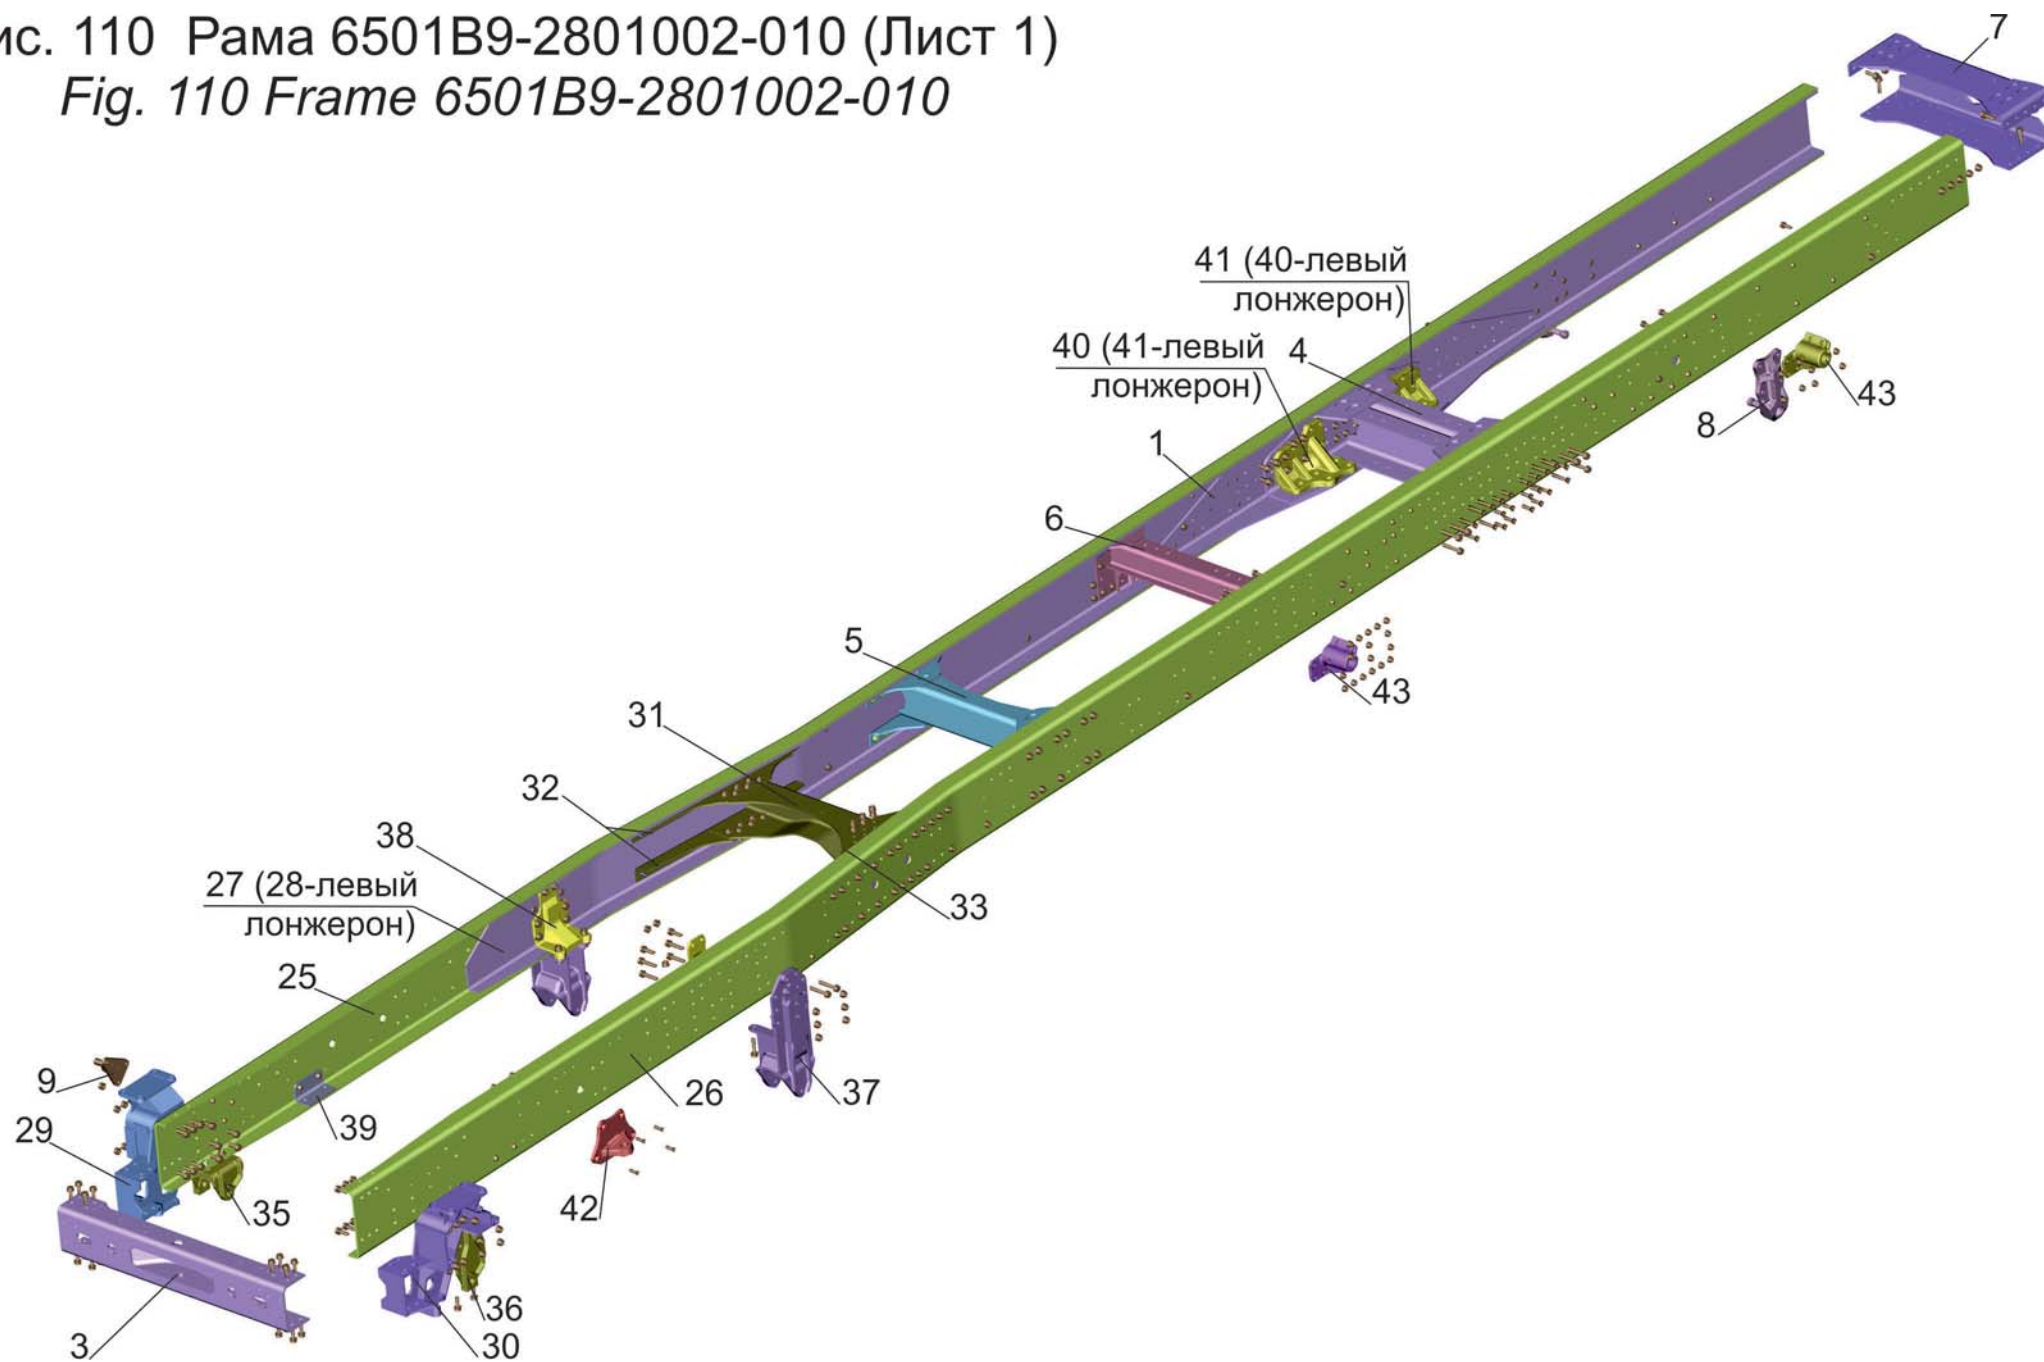 ис. 110 Рама 6501В9-2801002-010 (Лист 1)
Fig. 110 Frame 6501B9-2801002-010
7
41 (40-левый
лонжерон)
40 (41-левый
лонжерон)
4
43
8
1
6
5
43
31
32
38
27 (28-левый
лонжерон)
33
25
26
37
9
39
29
35
42
36
30
3